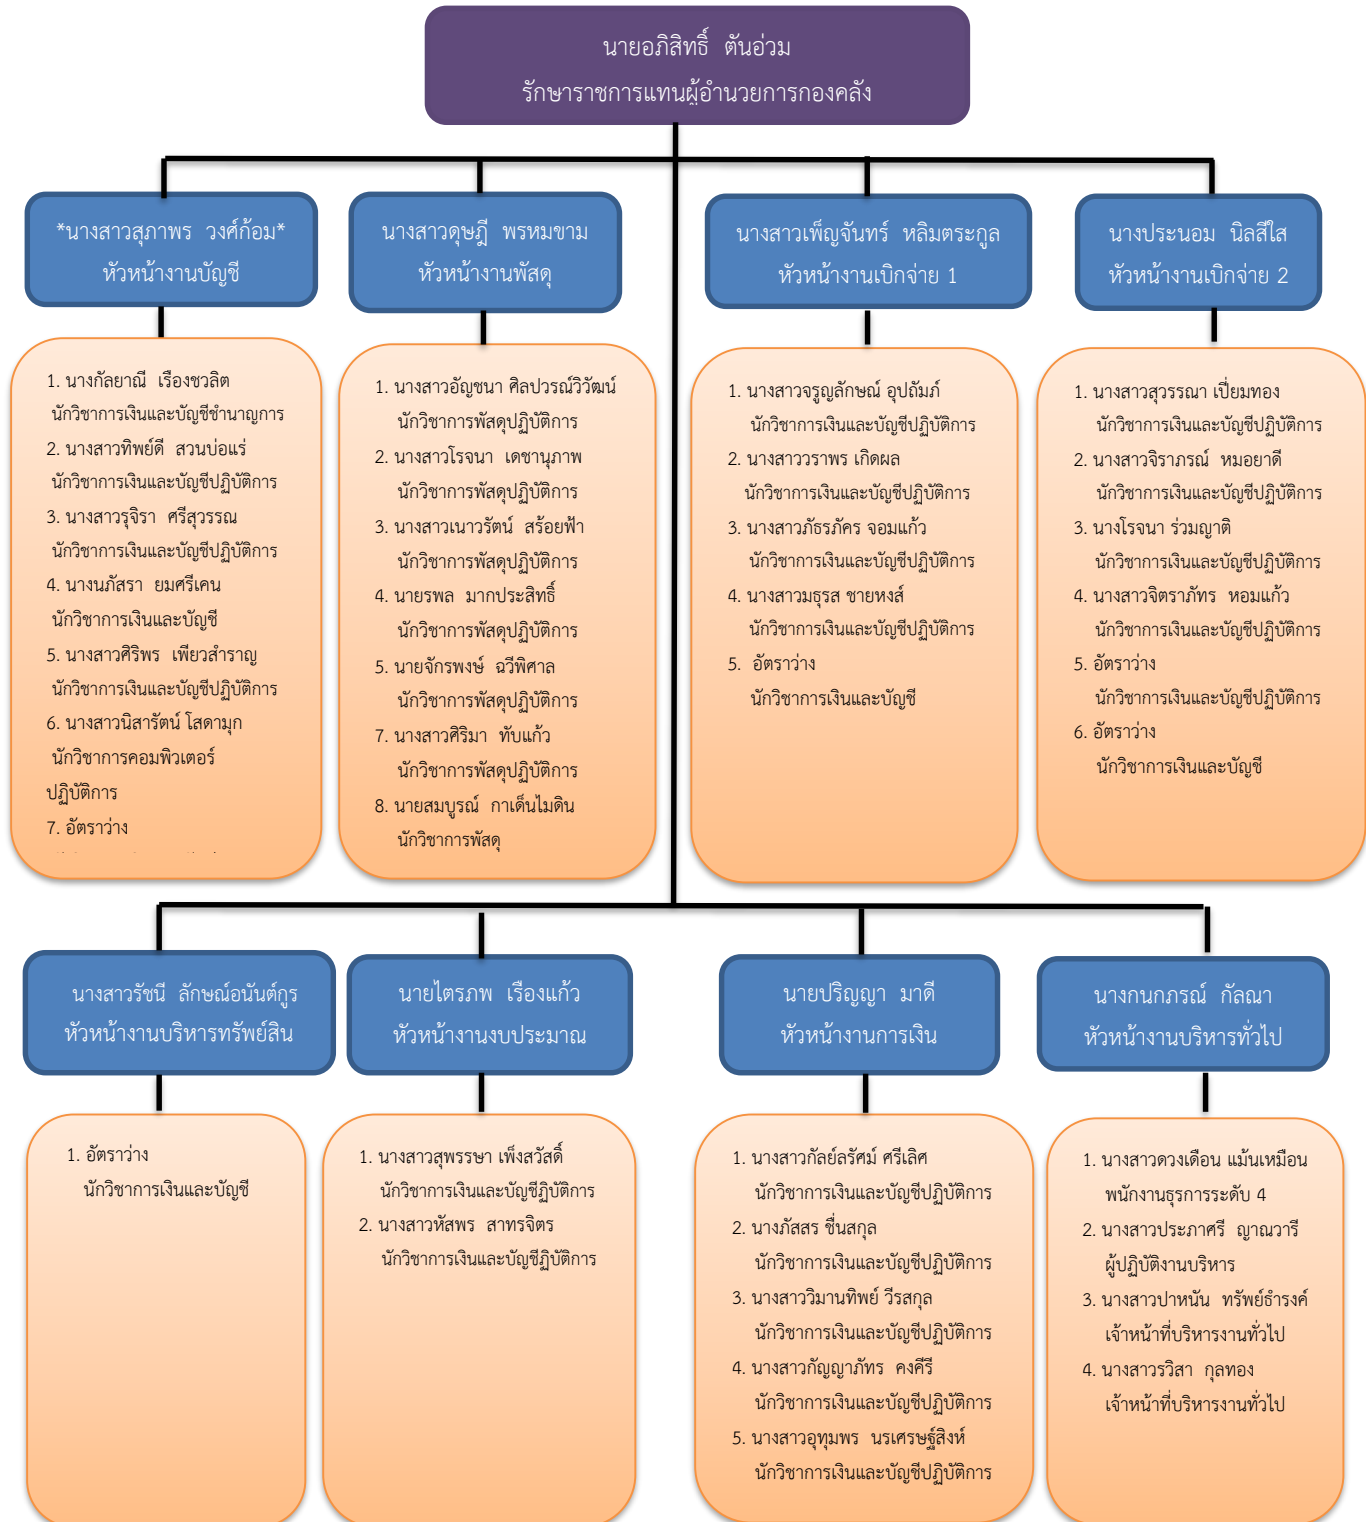 นายอภิสิทธิ์ ตันอ่วม
รักษาราชการแทนผู้อำนวยการกองคลัง
*นางสาวสุภาพร วงศ์ก้อม*
หัวหน้างานบัญชี
นางสาวดุษฎี พรหมขาม
หัวหน้างานพัสดุ
นางสาวเพ็ญจันทร์ หลิมตระกูล
หัวหน้างานเบิกจ่าย 1
นางประนอม นิลสีใส
หัวหน้างานเบิกจ่าย 2
1. นางกัลยาณี เรืองชวลิต
นักวิชาการเงินและบัญชีชำนาญการ
2. นางสาวทิพย์ดี สวนบ่อแร่
นักวิชาการเงินและบัญชีปฏิบัติการ
3. นางสาวรุจิรา ศรีสุวรรณ
นักวิชาการเงินและบัญชีปฏิบัติการ
4. นางนภัสรา ยมศรีเคน
นักวิชาการเงินและบัญชี
5. นางสาวศิริพร เพียวสำราญ
นักวิชาการเงินและบัญชีปฏิบัติการ
6. นางสาวนิสารัตน์ โสดามุก
นักวิชาการคอมพิวเตอร์
ปฏิบัติการ
7. อัตราว่าง
1. นางสาวอัญชนา ศิลปวรณ์วิวัฒน์
นักวิชาการพัสดุปฏิบัติการ
2. นางสาวโรจนา เดชานุภาพ
นักวิชาการพัสดุปฏิบัติการ
3. นางสาวเนาวรัตน์ สร้อยฟ้า
นักวิชาการพัสดุปฏิบัติการ
4. นายรพล มากประสิทธิ์
นักวิชาการพัสดุปฏิบัติการ
5. นายจักรพงษ์ ฉวีพิศาล
นักวิชาการพัสดุปฏิบัติการ
7. นางสาวศิริมา ทับแก้ว
นักวิชาการพัสดุปฏิบัติการ
8. นายสมบูรณ์ กาเด็นไมดิน
นักวิชาการพัสดุ
1. นางสาวจรูญลักษณ์ อุปถัมภ์
นักวิชาการเงินและบัญชีปฏิบัติการ
2. นางสาววราพร เกิดผล
นักวิชาการเงินและบัญชีปฏิบัติการ
3. นางสาวภัธรภัคร จอมแก้ว
นักวิชาการเงินและบัญชีปฏิบัติการ
4. นางสาวมธุรส ชายหงส์
นักวิชาการเงินและบัญชีปฏิบัติการ
5. อัตราว่าง
นักวิชาการเงินและบัญชี
1. นางสาวสุวรรณา เปี่ยมทอง
นักวิชาการเงินและบัญชีปฏิบัติการ
2. นางสาวจิราภรณ์ หมอยาดี
นักวิชาการเงินและบัญชีปฏิบัติการ
3. นางโรจนา ร่วมญาติ
นักวิชาการเงินและบัญชีปฏิบัติการ
4. นางสาวจิตราภัทร หอมแก้ว
นักวิชาการเงินและบัญชีปฏิบัติการ
5. อัตราว่าง
นักวิชาการเงินและบัญชีปฏิบัติการ
6. อัตราว่าง
นักวิชาการเงินและบัญชี
นางสาวรัชนี ลักษณ์อนันต์กูร
หัวหน้างานบริหารทรัพย์สิน
นายไตรภพ เรืองแก้ว
หัวหน้างานงบประมาณ
นายปริญญา มาดี
หัวหน้างานการเงิน
นางกนกภรณ์ กัลณา
หัวหน้างานบริหารทั่วไป
1. อัตราว่าง
นักวิชาการเงินและบัญชี
1. นางสาวสุพรรษา เพ็งสวัสดิ์
นักวิชาการเงินและบัญชีฏิบัติการ
2. นางสาวหัสพร สาทรจิตร
นักวิชาการเงินและบัญชีฏิบัติการ
1. นางสาวกัลย์ลรัศม์ ศรีเลิศ
นักวิชาการเงินและบัญชีปฏิบัติการ
2. นางภัสสร ชื่นสกุล
นักวิชาการเงินและบัญชีปฏิบัติการ
3. นางสาววิมานทิพย์ วีรสกุล
นักวิชาการเงินและบัญชีปฏิบัติการ
4. นางสาวกัญญาภัทร คงคีรี
นักวิชาการเงินและบัญชีปฏิบัติการ
5. นางสาวอุทุมพร นรเศรษฐ์สิงห์
นักวิชาการเงินและบัญชีปฏิบัติการ
1. นางสาวดวงเดือน แม้นเหมือน
พนักงานธุรการระดับ 4
2. นางสาวประภาศรี ญาณวารี
ผู้ปฏิบัติงานบริหาร
3. นางสาวปาหนัน ทรัพย์ธำรงค์
เจ้าหน้าที่บริหารงานทั่วไป
4. นางสาวรวิสา กุลทอง
เจ้าหน้าที่บริหารงานทั่วไป